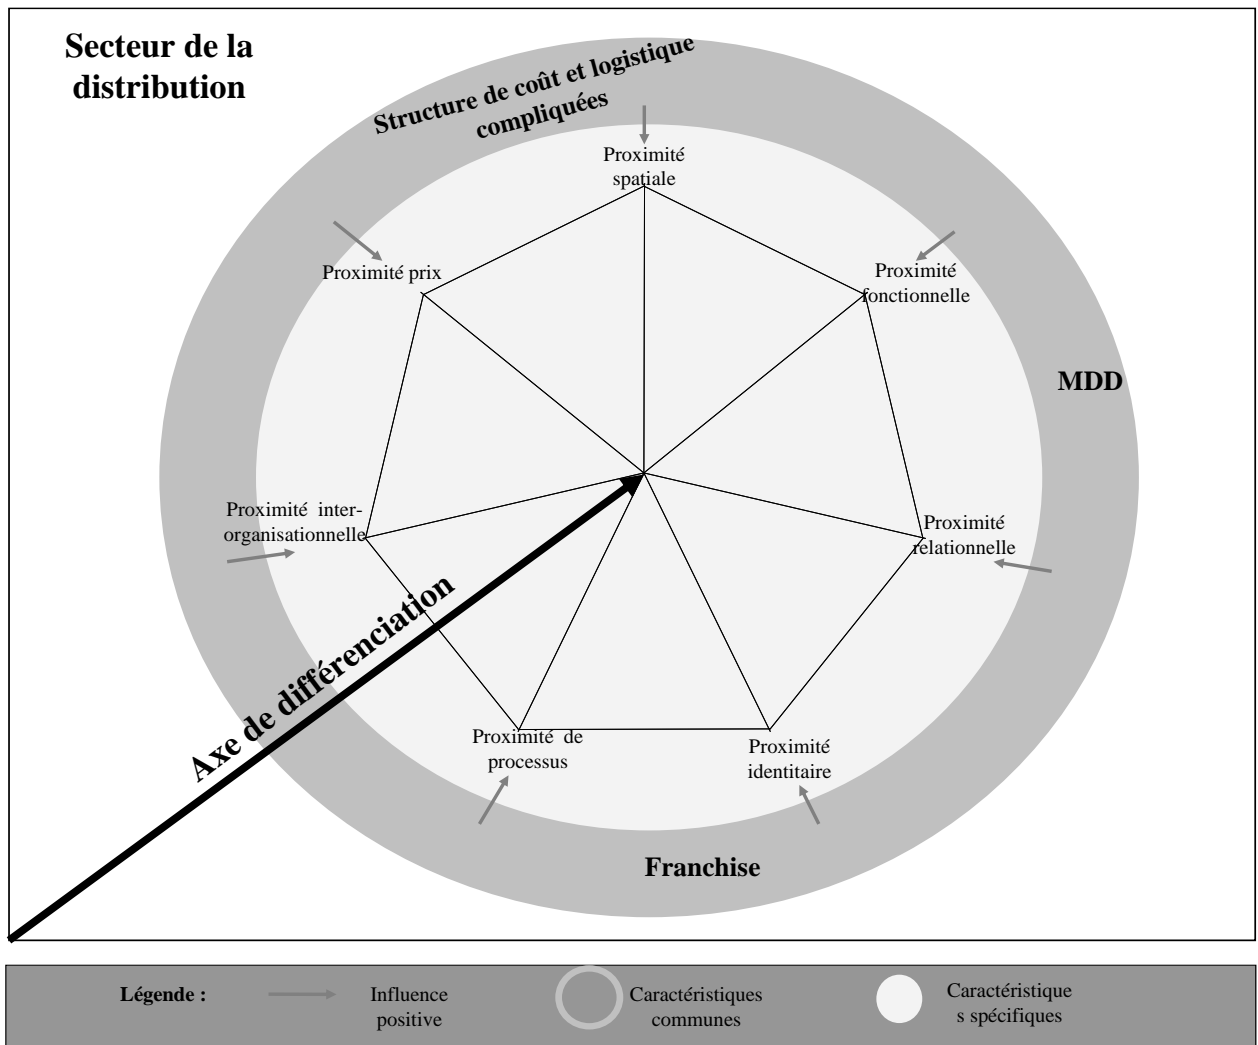 Secteur de la
distribution
Structure de coût et logistique
compliquées
Proximité
spatiale
Proximité prix
Proximité
fonctionnelle
MDD
Proximité inter-
organisationnelle
Proximité
relationnelle
Axe de différenciation
Proximité de
processus
Proximité
identitaire
Franchise
Légende :
Influence
positive
Caractéristiques
communes
Caractéristique
s spécifiques